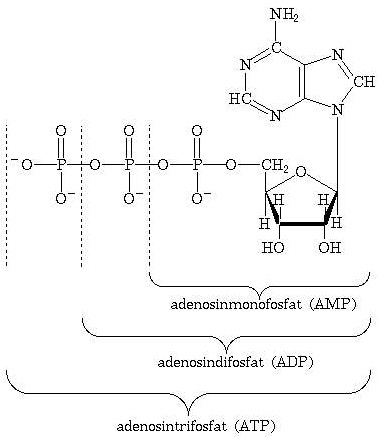 NH₂
C
N
N
HC
CH
N
N
O
O
O
⁻O
P
O
P
O
P
O
CH₂
O
O⁻
O⁻
O⁻
H
H
H
H
HO
OH
adenosinmonofosfat (AMP)
adenosindifosfat (ADP)
adenosintrifosfat (ATP)